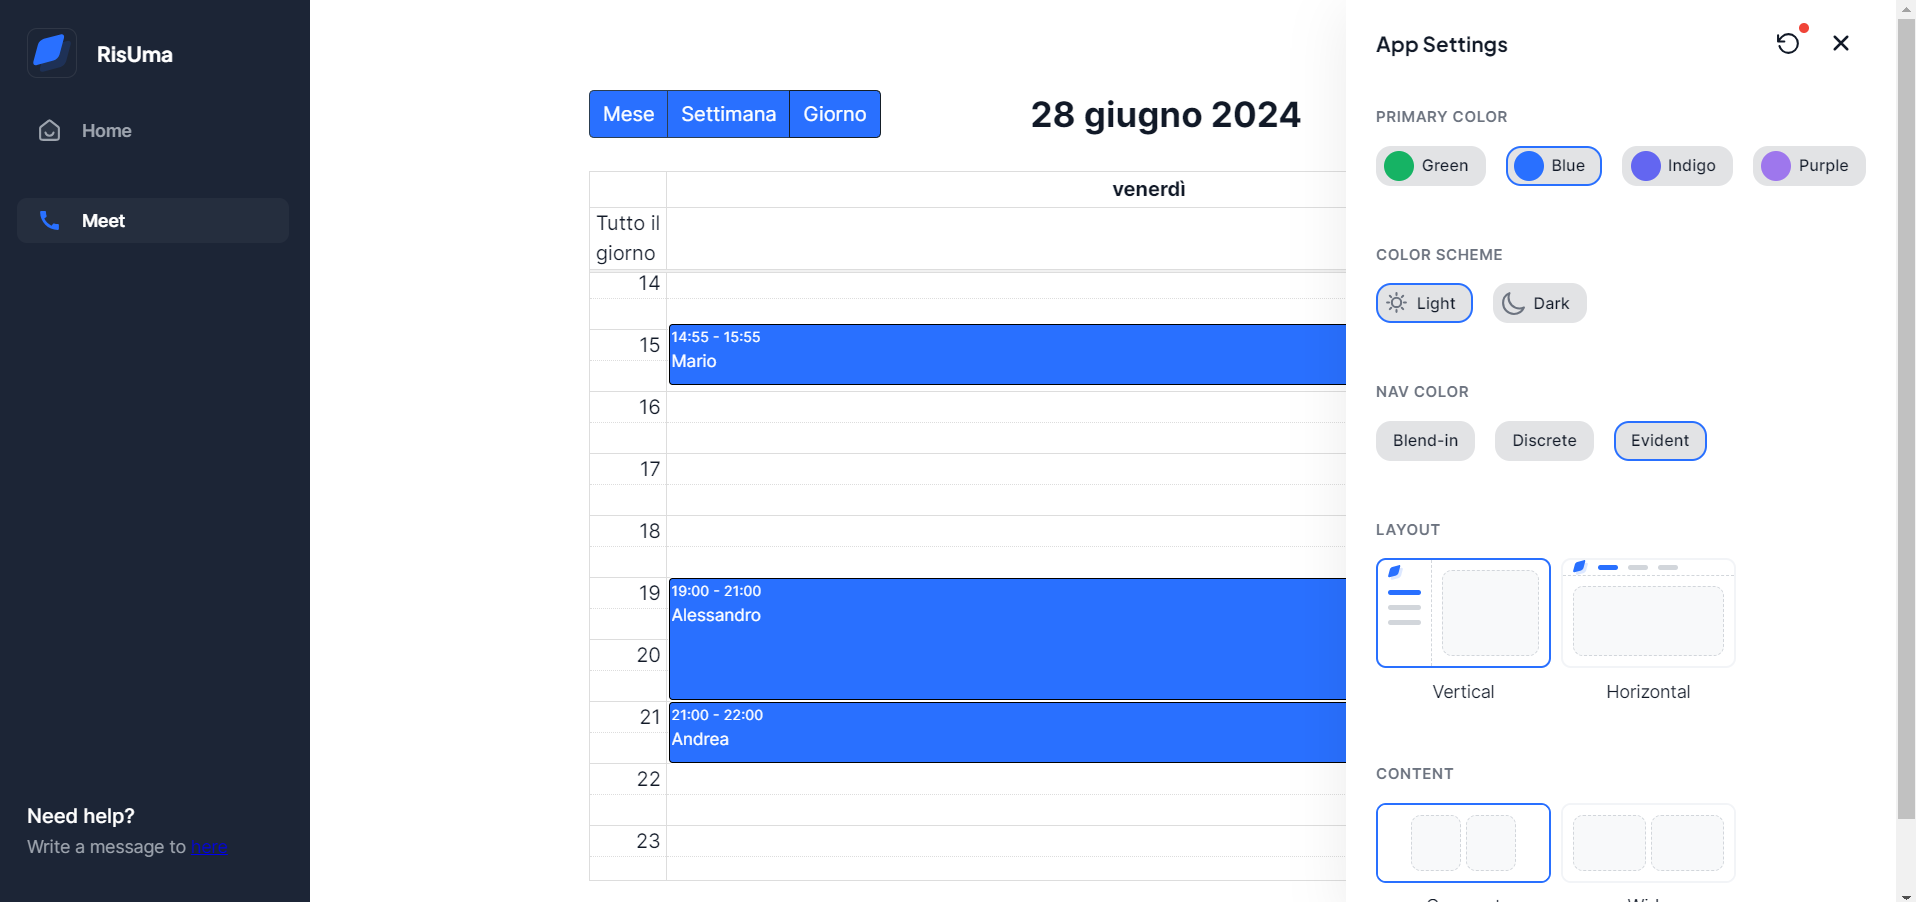 RisUma
Home
Meet
Need help?
Write a message to here
Mese Settimana Giorno
28 giugno 2024
venerdì
Tutto il
giorno
14
15
14:55 - 15:55
Mario
16
17
18
19
19:00 - 21:00
Alessandro
20
21
21:00 - 22:00
Andrea
22
23
App Settings
PRIMARY COLOR
Green Blue Indigo Purple
COLOR SCHEME
Light Dark
NAV COLOR
Blend-in Discrete Evident
LAYOUT
Vertical Horizontal
CONTENT